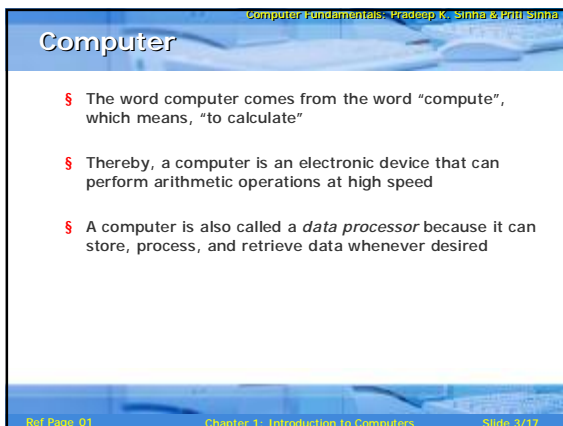 Computer Fundamentals: Pradeep K. Sinha & Priti Sinha
Computer
§ The word computer comes from the word “compute”,
which means, “to calculate”
§ Thereby, a computer is an electronic device that can
perform arithmetic operations at high speed
§ A computer is also called a data processor because it can
store, process, and retrieve data whenever desired
Ref Page 01 Chapter 1: Introduction to Computers Slide 3/17